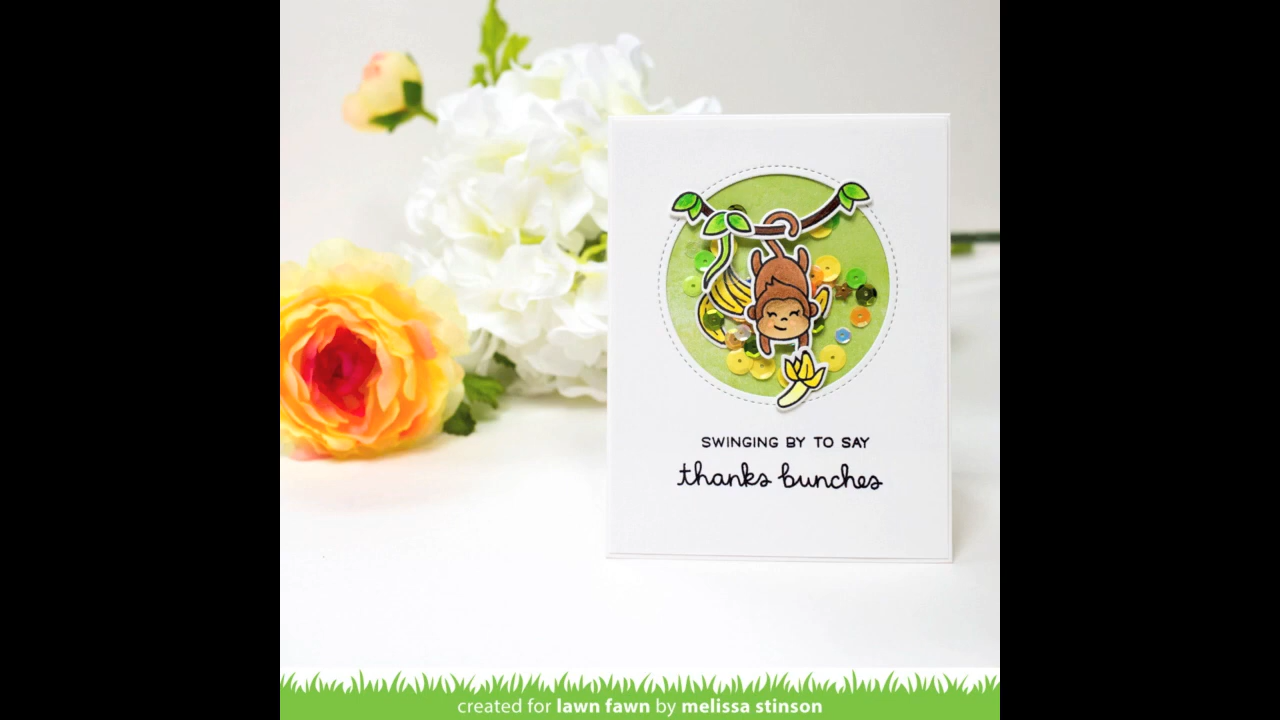 SWINGING BY TO SAY
thanks bunches
created for lawn fawn by melissa stinson